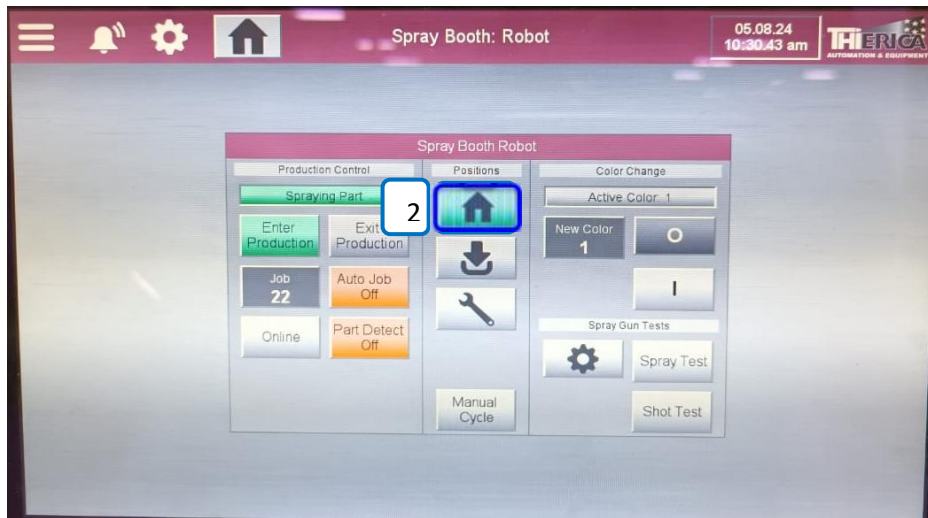 Spray Booth: Robot
05.08.24
10:30.43 am
THIERICA
AUTOMATION & EQUIPMENT
Spray Booth Robot
Production Control
Positions
Color Change
Spraying Part
2
Active Color: 1
Enter
Production
Exit
Production
New Color
1
O
I
Job
22
Auto Job
Off
Online
Part Detect
Off
Spray Gun Tests
Spray Test
Manual
Cycle
Shot Test